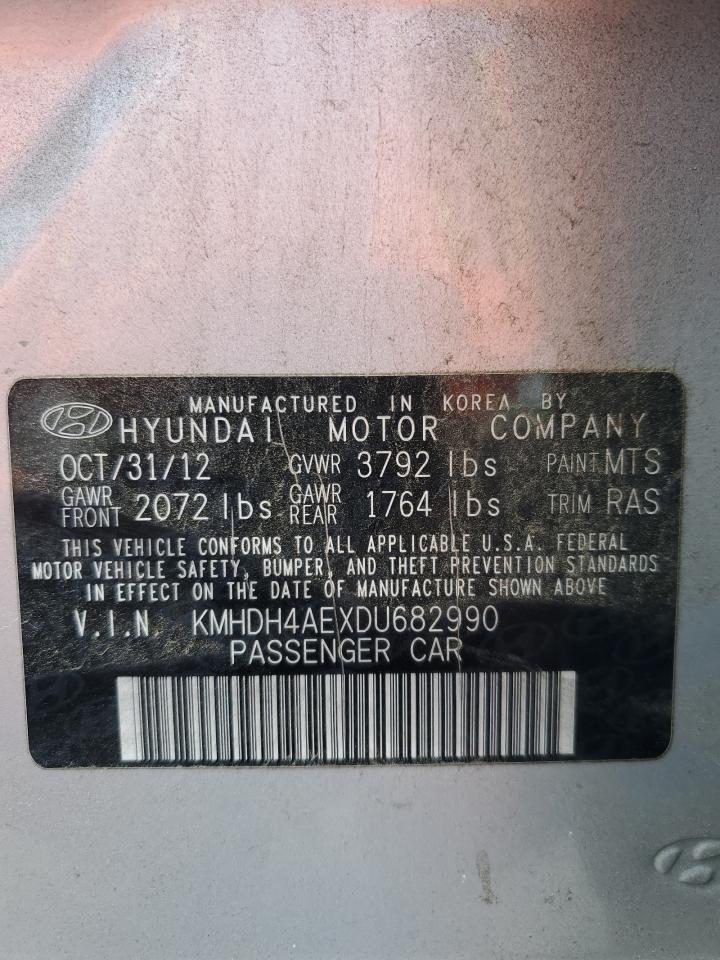 MANUFACTURED IN KOREA BY
HYUNDAI MOTOR COMPANY
OCT/31/12 GVWR 3792 lbs PAINT MTS
GAWR FRONT 2072 lbs GAWR REAR 1764 lbs TRIM RAS
THIS VEHICLE CONFORMS TO ALL APPLICABLE U.S.A. FEDERAL
MOTOR VEHICLE SAFETY, BUMPER, AND THEFT PREVENTION STANDARDS
IN EFFECT ON THE DATE OF MANUFACTURE SHOWN ABOVE
V.I.N. KMHDH4AEXDU682990
PASSENGER CAR